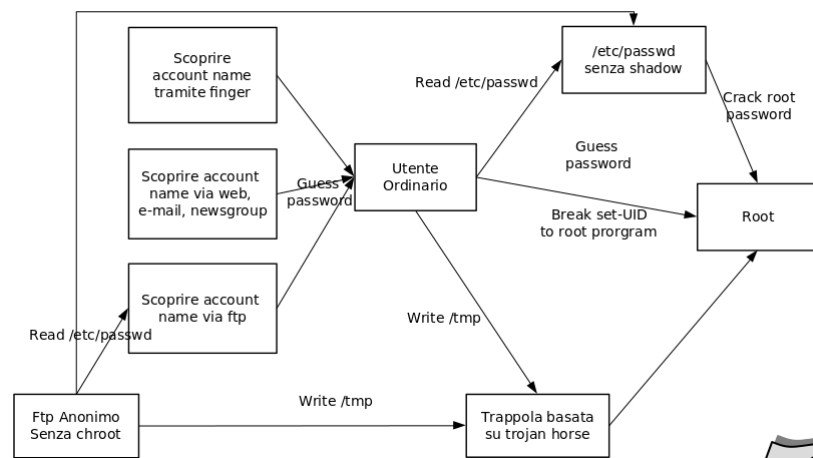 Scoprire
account name
tramite finger
/etc/passwd
senza shadow
Read /etc/passwd
Crack root
password
Scoprire account
name via web,
e-mail, newsgroup
Guess
password
Utente
Ordinario
Guess
password
Break set-UID
to root prorgram
Root
Scoprire account
name via ftp
Read /etc/passwd
Write /tmp
Ftp Anonimo
Senza chroot
Write /tmp
Trappola basata
su trojan horse